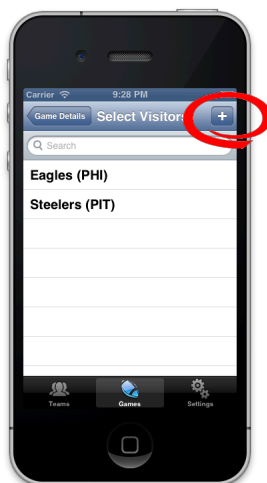 Carrier 9:28 PM
Game Details Select Visitors +
Search
Eagles (PHI)
Steelers (PIT)
Teams Games Settings